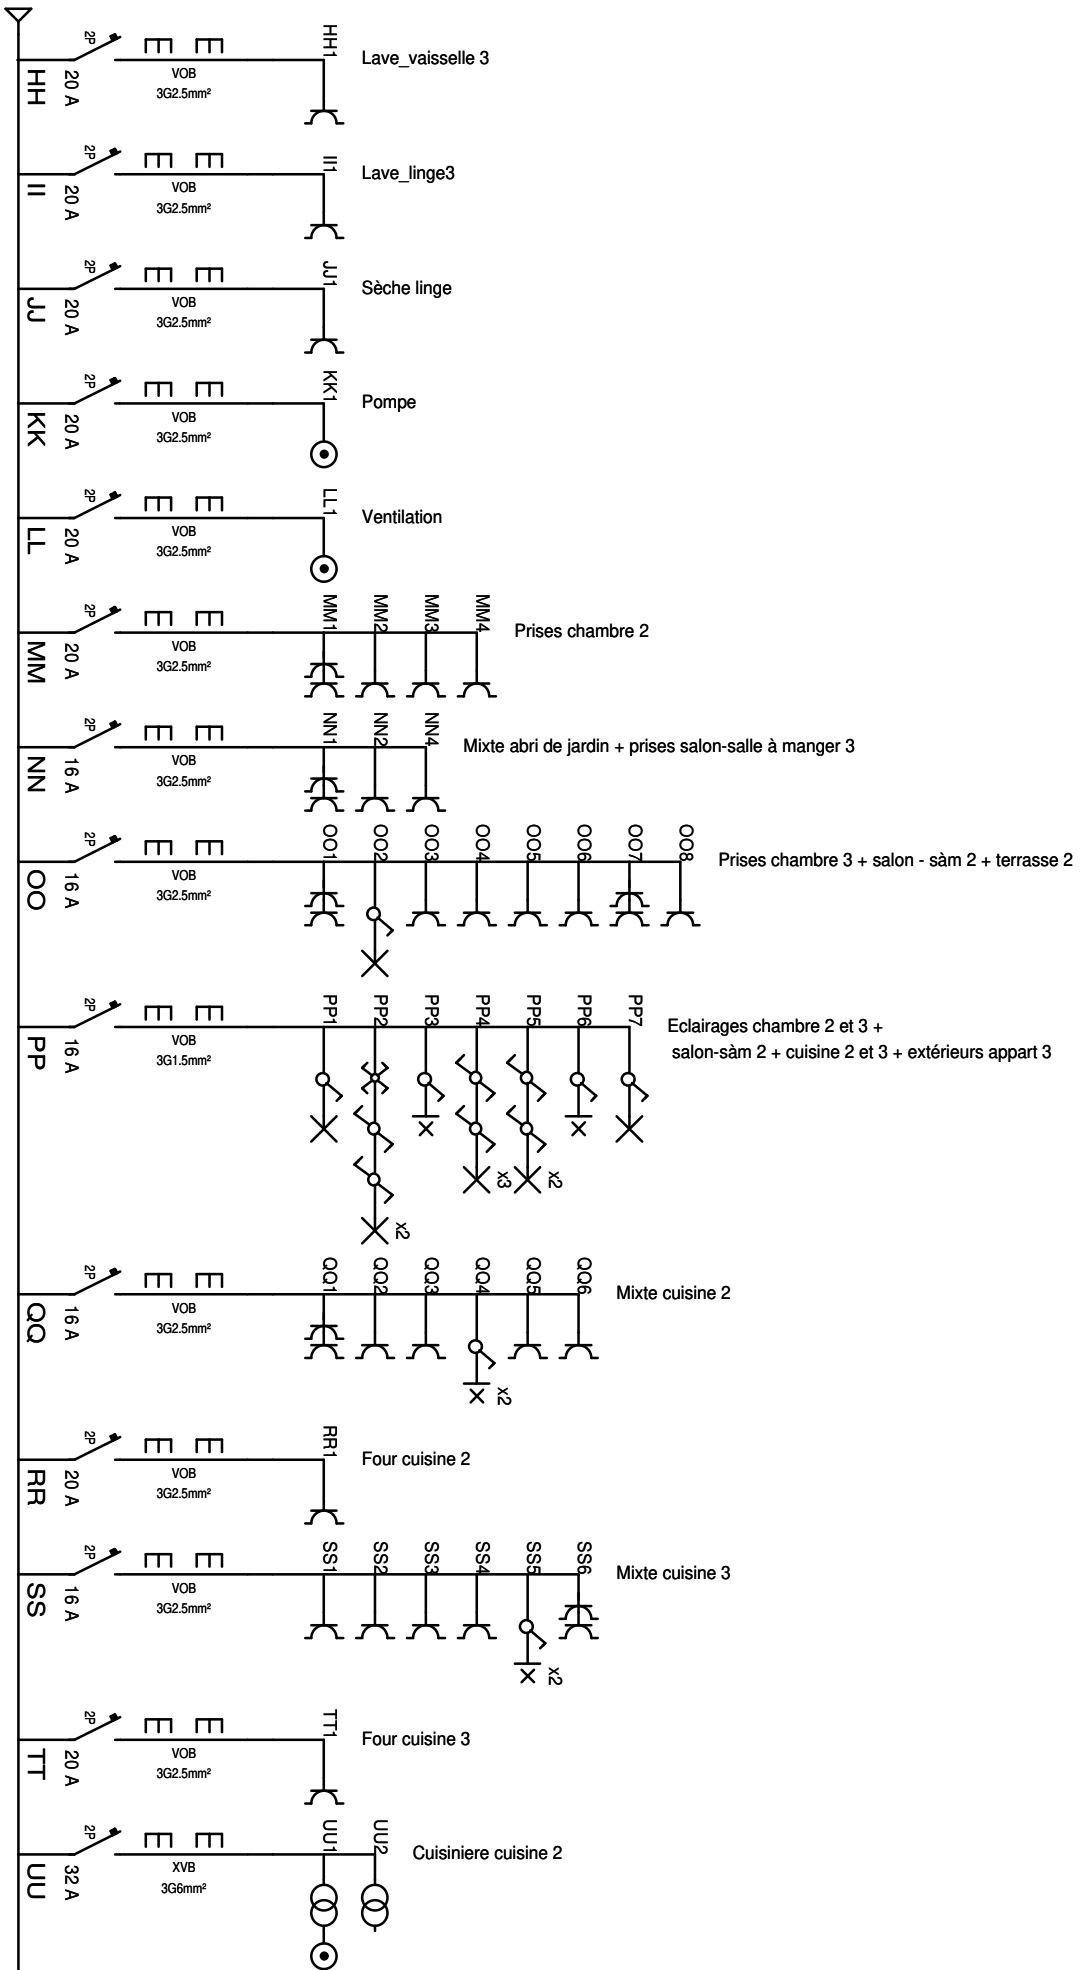 HH1
Lave_vaisselle 3
2P
VOB
3G2.5mm²
20 A
HH
II1
Lave_linge3
2P
VOB
3G2.5mm²
20 A
II
JJ1
Sèche linge
2P
VOB
3G2.5mm²
20 A
JJ
KK1
Pompe
2P
VOB
3G2.5mm²
20 A
KK
LL1
Ventilation
2P
VOB
3G2.5mm²
20 A
LL
MM1 MM2 MM3 MM4
Prises chambre 2
2P
VOB
3G2.5mm²
20 A
MM
NN1 NN2 NN4
Mixte abri de jardin + prises salon-salle à manger 3
2P
VOB
3G2.5mm²
16 A
NN
OO1 OO2 OO3 OO4 OO5 OO6 OO7 OO8
Prises chambre 3 + salon - sàm 2 + terrasse 2
2P
VOB
3G2.5mm²
16 A
OO
PP1 PP2 PP3 PP4 PP5 PP6 PP7
Eclairages chambre 2 et 3 +
salon-sàm 2 + cuisine 2 et 3 + extérieurs appart 3
2P
VOB
3G1.5mm²
16 A
PP
x3 x2
x2
QQ1 QQ2 QQ3 QQ4 QQ5 QQ6
Mixte cuisine 2
2P
VOB
3G2.5mm²
16 A
QQ
x2
RR1
Four cuisine 2
2P
VOB
3G2.5mm²
20 A
RR
SS1 SS2 SS3 SS4 SS5 SS6
Mixte cuisine 3
2P
VOB
3G2.5mm²
16 A
SS
x2
TT1
Four cuisine 3
2P
VOB
3G2.5mm²
20 A
TT
UU1 UU2
Cuisiniere cuisine 2
2P
XVB
3G6mm²
32 A
UU